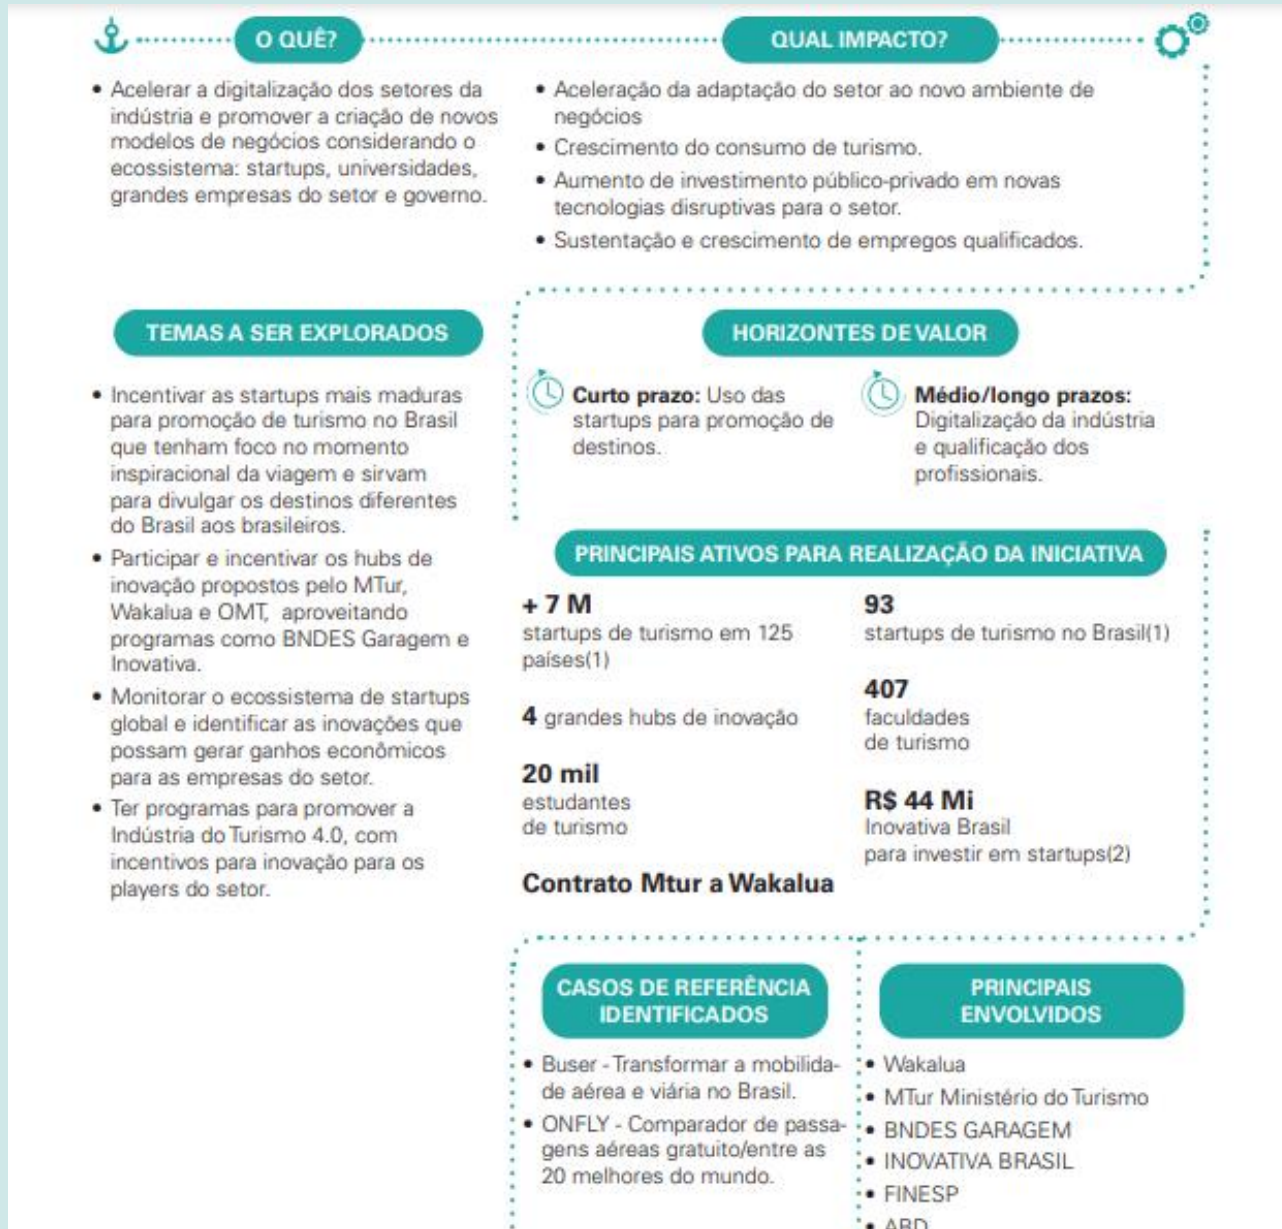 O QUÊ?
• Acelerar a digitalização dos setores da
indústria e promover a criação de novos
modelos de negócios considerando o
ecossistema: startups, universidades,
grandes empresas do setor e governo.
QUAL IMPACTO?
• Aceleração da adaptação do setor ao novo ambiente de
negócios
• Crescimento do consumo de turismo.
• Aumento de investimento público-privado em novas
tecnologias disruptivas para o setor.
• Sustentação e crescimento de empregos qualificados.
TEMAS A SER EXPLORADOS
• Incentivar as startups mais maduras
para promoção de turismo no Brasil
que tenham foco no momento
inspiracional da viagem e sirvam
para divulgar os destinos diferentes
do Brasil aos brasileiros.
• Participar e incentivar os hubs de
inovação propostos pelo MTur,
Wakalua e OMT, aproveitando
programas como BNDES Garagem e
Inovativa.
• Monitorar o ecossistema de startups
global e identificar as inovações que
possam gerar ganhos econômicos
para as empresas do setor.
• Ter programas para promover a
Indústria do Turismo 4.0, com
incentivos para inovação para os
players do setor.
HORIZONTES DE VALOR
Curto prazo: Uso das
startups para promoção de
destinos.
Médio/longo prazos:
Digitalização da indústria
e qualificação dos
profissionais.
PRINCIPAIS ATIVOS PARA REALIZAÇÃO DA INICIATIVA
+ 7 M
startups de turismo em 125
países(1)
4 grandes hubs de inovação
20 mil
estudantes
de turismo
Contrato Mtur a Wakalua
93
startups de turismo no Brasil(1)
407
faculdades
de turismo
R$ 44 Mi
Inovativa Brasil
para investir em startups(2)
CASOS DE REFERÊNCIA
IDENTIFICADOS
• Buser - Transformar a mobilida-
de aérea e viária no Brasil.
• ONFLY - Comparador de passa-
gens aéreas gratuito/entre as
20 melhores do mundo.
PRINCIPAIS
ENVOLVIDOS
• Wakalua
• MTur Ministério do Turismo
• BNDES GARAGEM
• INOVATIVA BRASIL
• FINESP